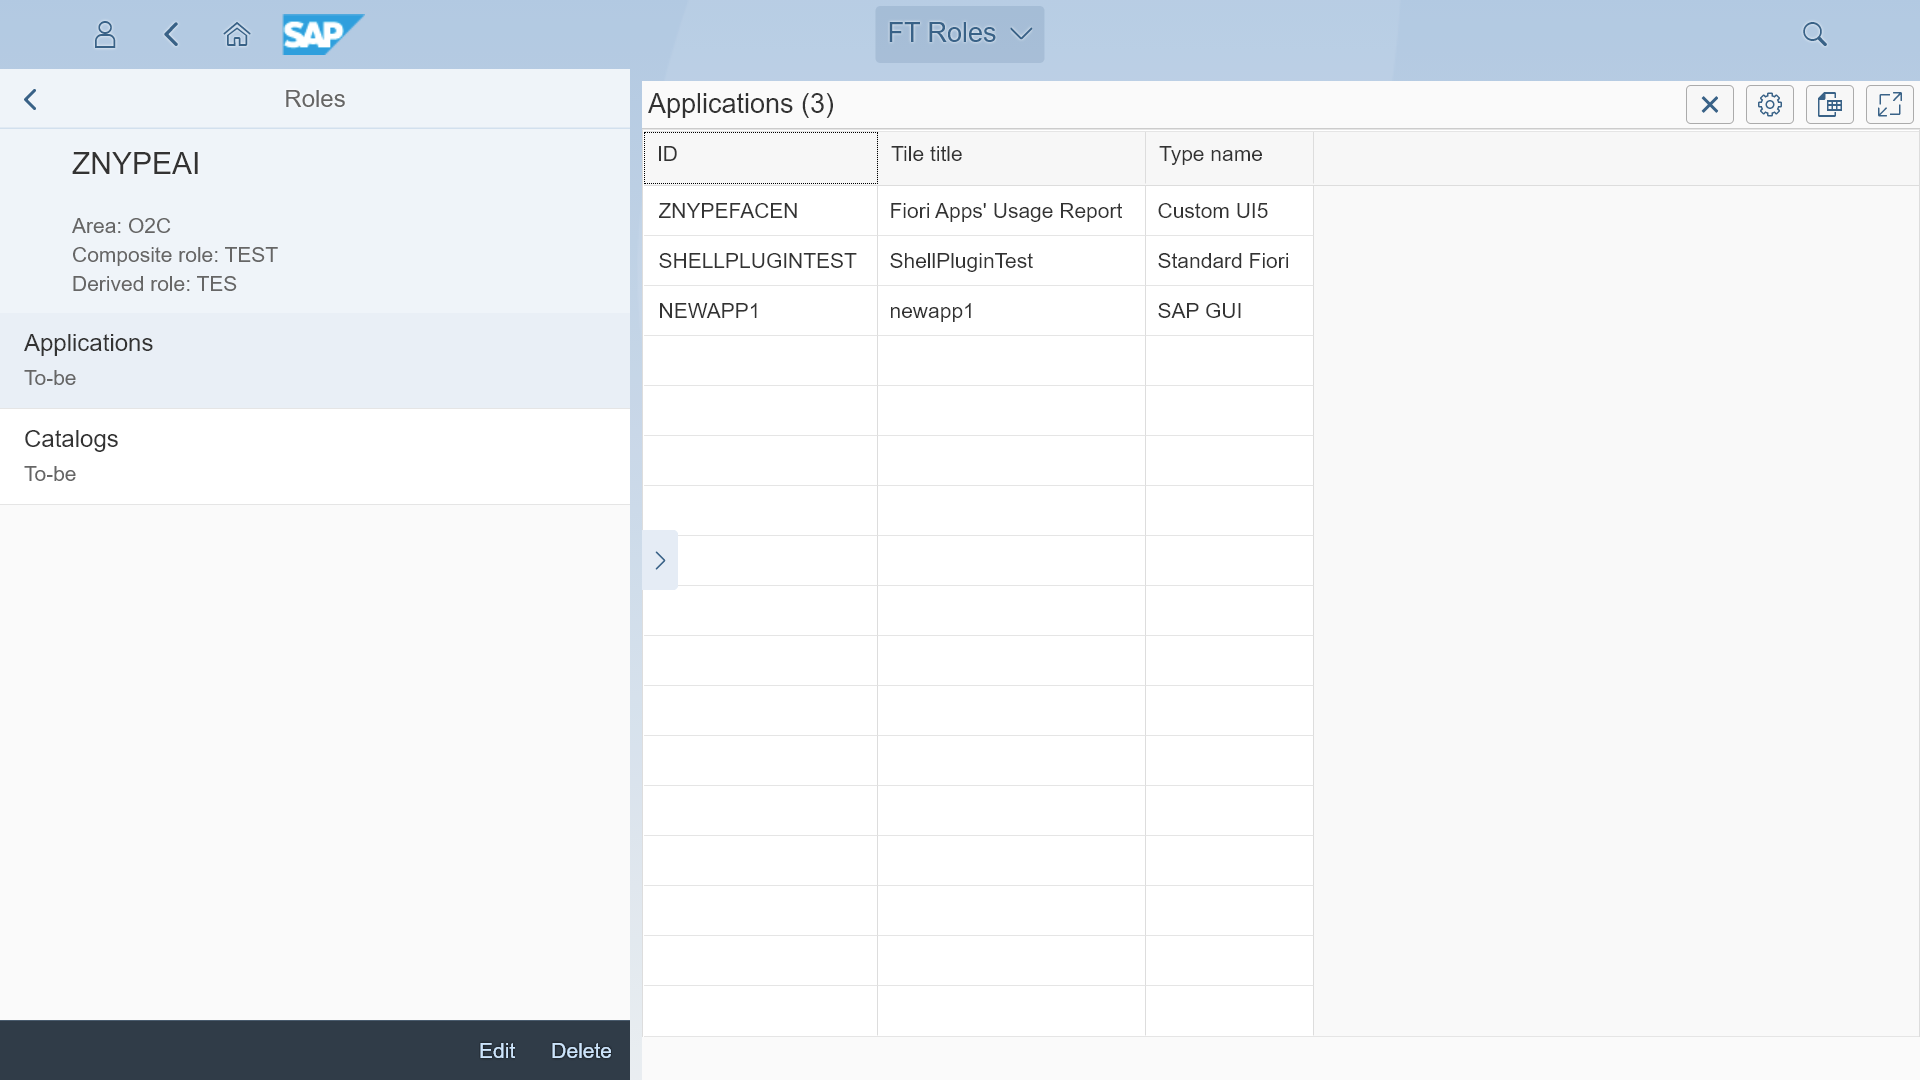 SAP
FT Roles
Roles
ZNYPEAI
Area: O2C
Composite role: TEST
Derived role: TES
Applications
To-be
Catalogs
To-be
Edit Delete
Applications (3)
ID Tile title Type name
ZNYPEFACEN Fiori Apps' Usage Report Custom UI5
SHELLPLUGINTEST ShellPluginTest Standard Fiori
NEWAPP1 newapp1 SAP GUI